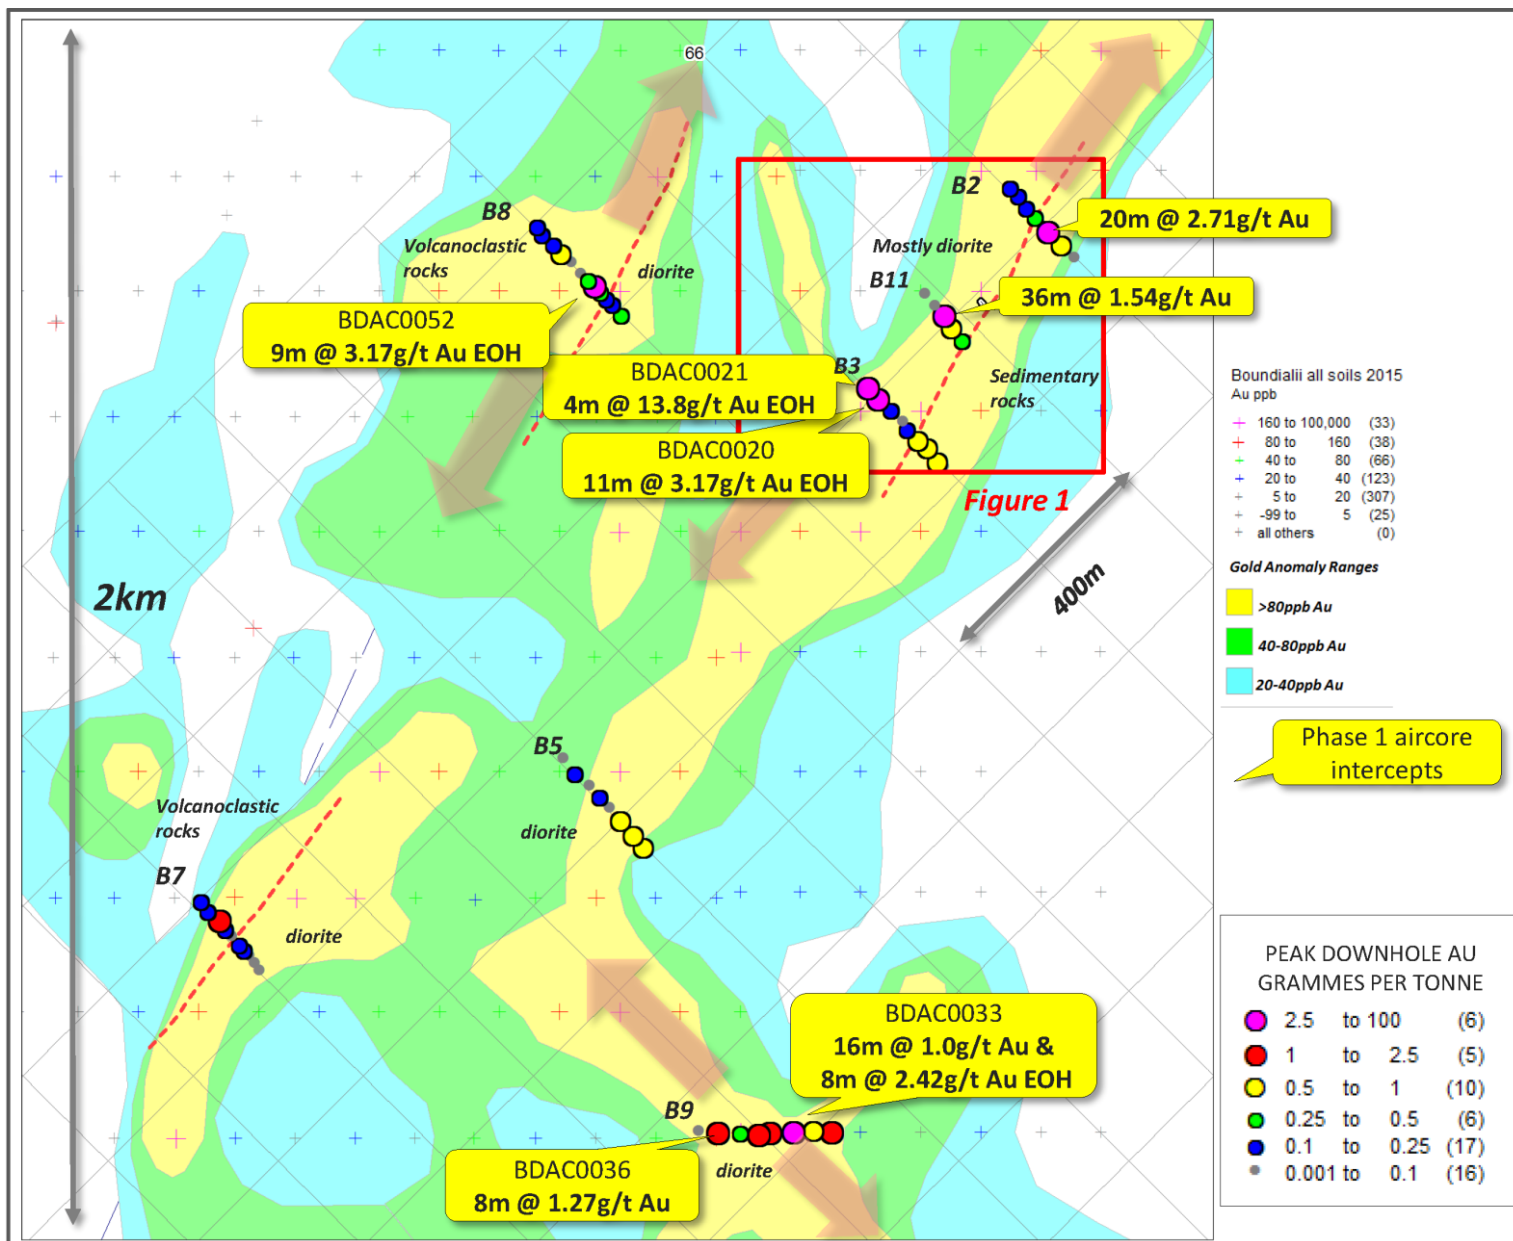 66
B2
B8
20m @ 2.71g/t Au
Volcanoclastic
rocks
diorite
Mostly diorite
B11
36m @ 1.54g/t Au
BDAC0052
9m @ 3.17g/t Au EOH
BDAC0021
4m @ 13.8g/t Au EOH
B3
Sedimentary
rocks
BDAC0020
11m @ 3.17g/t Au EOH
Figure 1
2km
400m
Boundialii all soils 2015
Au ppb
160 to 100,000 (33)
80 to 160 (38)
40 to 80 (66)
20 to 40 (123)
5 to 20 (307)
-99 to 5 (25)
all others (0)
Gold Anomaly Ranges
>80ppb Au
40-80ppb Au
20-40ppb Au
Phase 1 aircore
intercepts
B5
diorite
Volcanoclastic
rocks
B7
diorite
BDAC0033
16m @ 1.0g/t Au &
8m @ 2.42g/t Au EOH
B9
diorite
BDAC0036
8m @ 1.27g/t Au
PEAK DOWNHOLE AU
GRAMMES PER TONNE
2.5 to 100 (6)
1 to 2.5 (5)
0.5 to 1 (10)
0.25 to 0.5 (6)
0.1 to 0.25 (17)
0.001 to 0.1 (16)